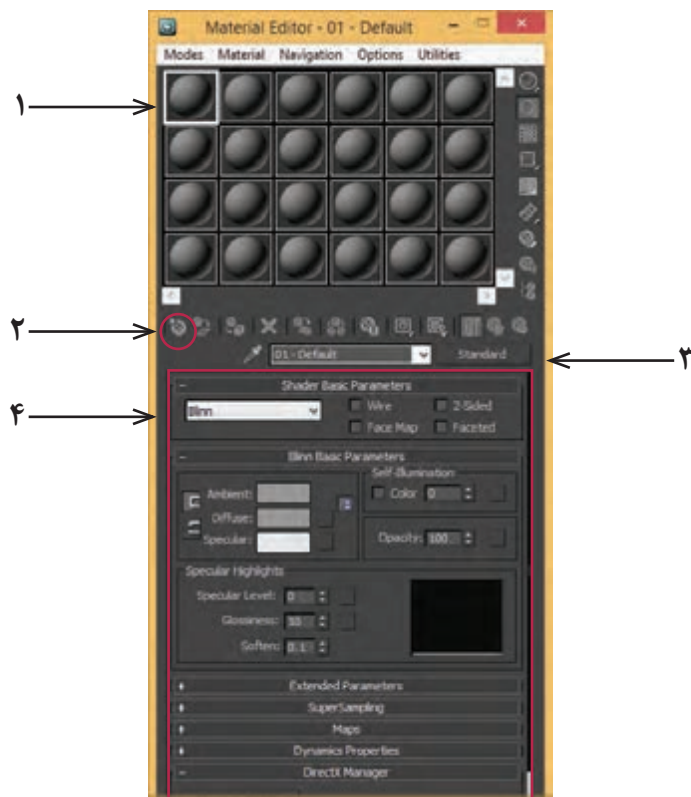 Material Editor - 01 - Default
Modes Material Navigation Options Utilities
۱
۲
01 - Default Standard
۳
Shader Basic Parameters
۴
Blinn Wire 2-Sided
Face Map Faceted
Blinn Basic Parameters
Self-Illumination
Ambient: Color 0
Diffuse:
Specular: Opacity: 100
Specular Highlights
Specular Level: 0
Glossiness: 10
Soften: 0.1
Extended Parameters
SuperSampling
Maps
Dynamics Properties
DirectX Manager